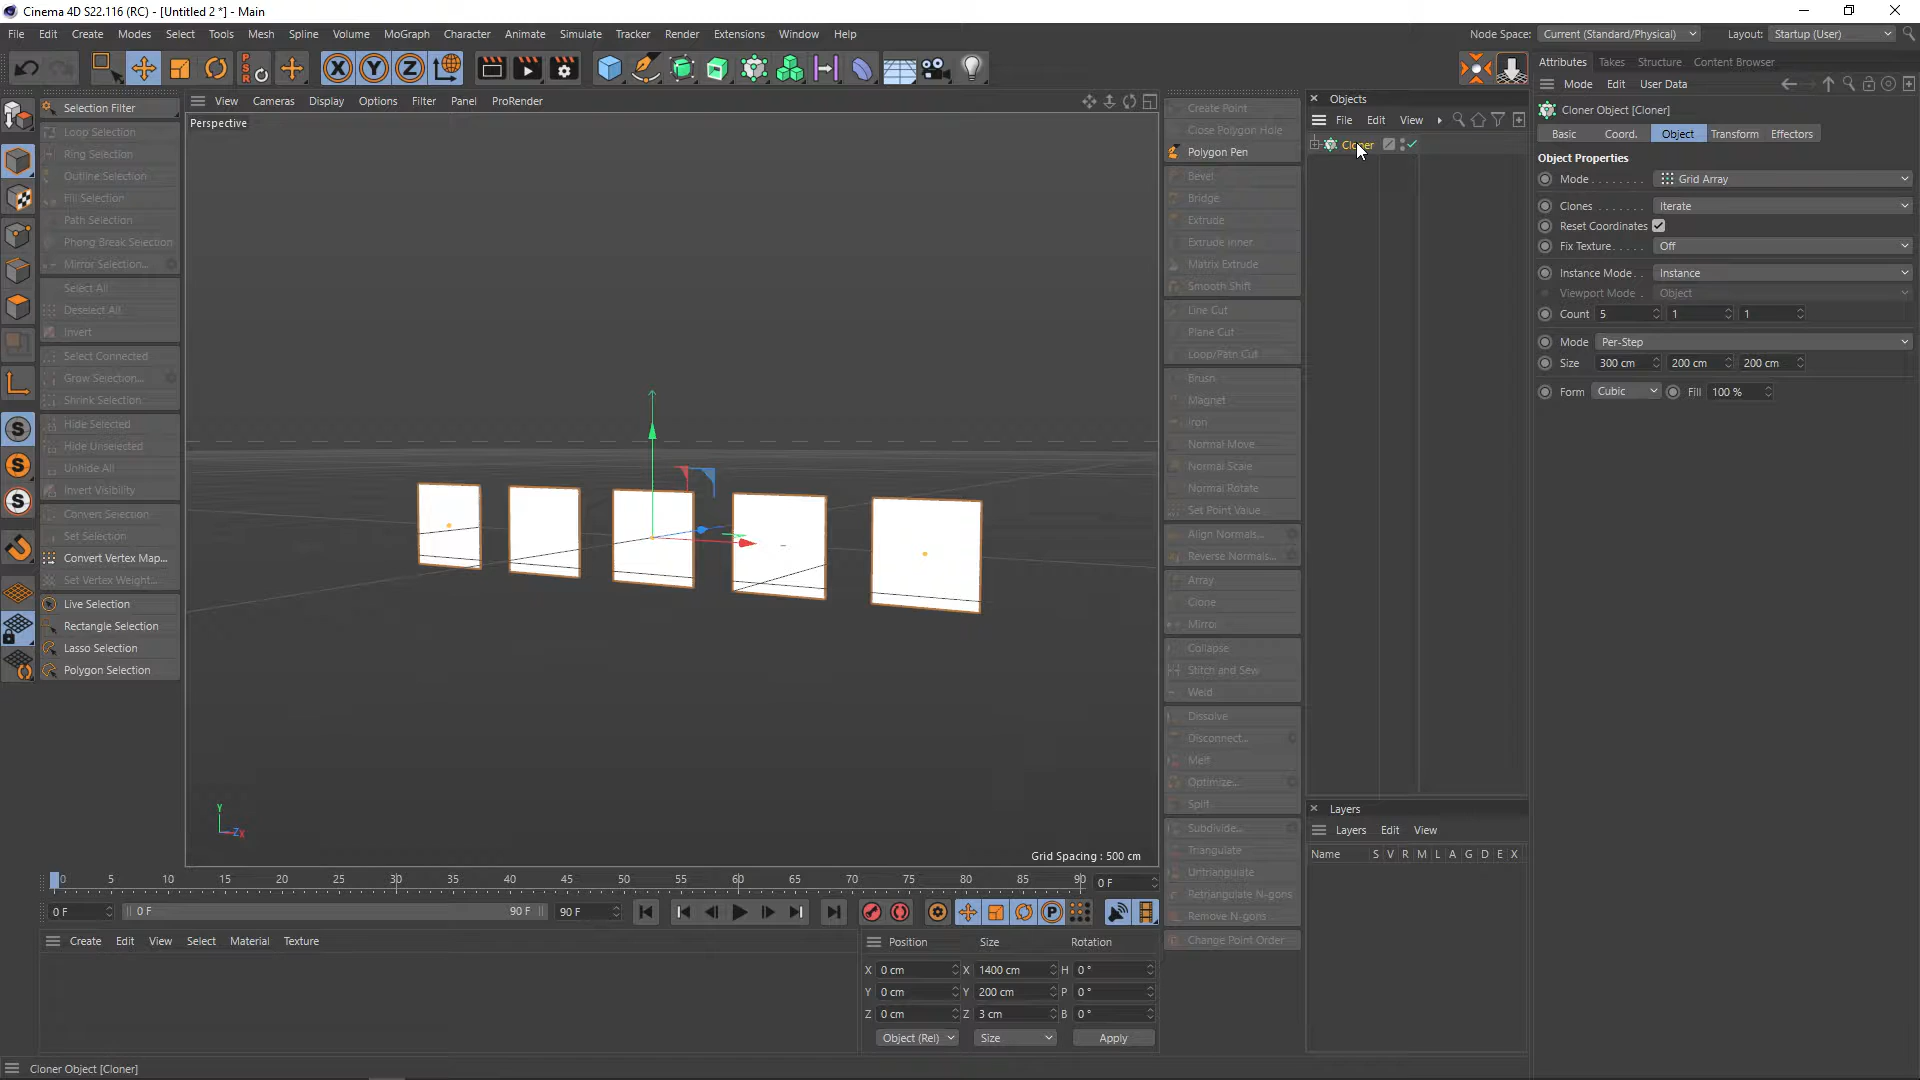 Cinema 4D S22.116 (RC) - [Untitled 2 *] - Main
File Edit Create Modes Select Tools Mesh Spline Volume MoGraph Character Animate Simulate Tracker Render Extensions Window Help
Node Space: Current (Standard/Physical) Layout: Startup (User)
Attributes Takes Structure Content Browser
Mode Edit User Data
Selection Filter
Loop Selection
Ring Selection
Outline Selection
Fill Selection
Path Selection
Phong Break Selection
Mirror Selection...
Select All
Deselect All
Invert
Select Connected
Grow Selection...
Shrink Selection
Hide Selected
Hide Unselected
Unhide All
Invert Visibility
Convert Selection
Set Selection
Convert Vertex Map...
Set Vertex Weight...
Live Selection
Rectangle Selection
Lasso Selection
Polygon Selection
View Cameras Display Options Filter Panel ProRender
Perspective
Y
Z X
Grid Spacing : 500 cm
Create Point
Close Polygon Hole
Polygon Pen
Bevel
Bridge
Extrude
Extrude Inner
Matrix Extrude
Smooth Shift
Line Cut
Plane Cut
Loop/Path Cut
Brush
Magnet
Iron
Normal Move
Normal Scale
Normal Rotate
Set Point Value
Align Normals...
Reverse Normals...
Array
Clone
Mirror
Collapse
Stitch and Sew
Weld
Dissolve
Disconnect...
Melt
Optimize...
Split
Subdivide...
Triangulate
Untriangulate
Retriangulate N-gons
Remove N-gons
Change Point Order
Objects
File Edit View
Cloner
Layers
Layers Edit View
Name S V R M L A G D E X
Cloner Object [Cloner]
Basic Coord. Object Transform Effectors
Object Properties
Mode . . . . . . . . Grid Array
Clones . . . . . . . Iterate
Reset Coordinates
Fix Texture. . . . . Off
Instance Mode. . Instance
Viewport Mode . Object
Count 5 1 1
Mode Per-Step
Size 300 cm 200 cm 200 cm
Form Cubic Fill 100 %
0 5 10 15 20 25 30 35 40 45 50 55 60 65 70 75 80 85 90 0 F
0 F 0 F 90 F 90 F
Create Edit View Select Material Texture
Position Size Rotation
X 0 cm X 1400 cm H 0 °
Y 0 cm Y 200 cm P 0 °
Z 0 cm Z 3 cm B 0 °
Object (Rel) Size Apply
Cloner Object [Cloner]